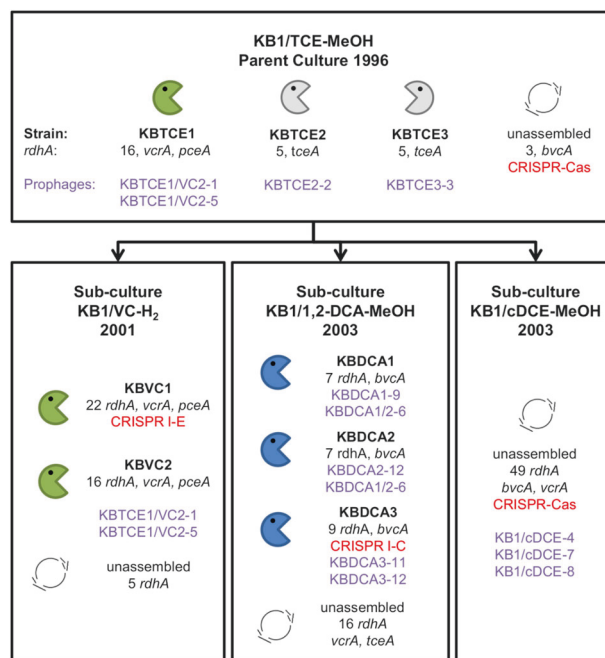 KB1/TCE-MeOH
Parent Culture 1996
Strain: KBTCE1 KBTCE2 KBTCE3 unassembled
rdhA: 16, vcrA, pceA 5, tceA 5, tceA 3, bvcA
CRISPR-Cas
Prophages: KBTCE1/VC2-1 KBTCE2-2 KBTCE3-3
KBTCE1/VC2-5
Sub-culture
KB1/VC-H₂
2001
KBVC1
22 rdhA, vcrA, pceA
CRISPR I-E
KBVC2
16 rdhA, vcrA, pceA
KBTCE1/VC2-1
KBTCE1/VC2-5
unassembled
5 rdhA
Sub-culture
KB1/1,2-DCA-MeOH
2003
KBDCA1
7 rdhA, bvcA
KBDCA1-9
KBDCA1/2-6
KBDCA2
7 rdhA, bvcA
KBDCA2-12
KBDCA1/2-6
KBDCA3
9 rdhA, bvcA
CRISPR I-C
KBDCA3-11
KBDCA3-12
unassembled
16 rdhA
vcrA, tceA
Sub-culture
KB1/cDCE-MeOH
2003
unassembled
49 rdhA
bvcA, vcrA
CRISPR-Cas
KB1/cDCE-4
KB1/cDCE-7
KB1/cDCE-8